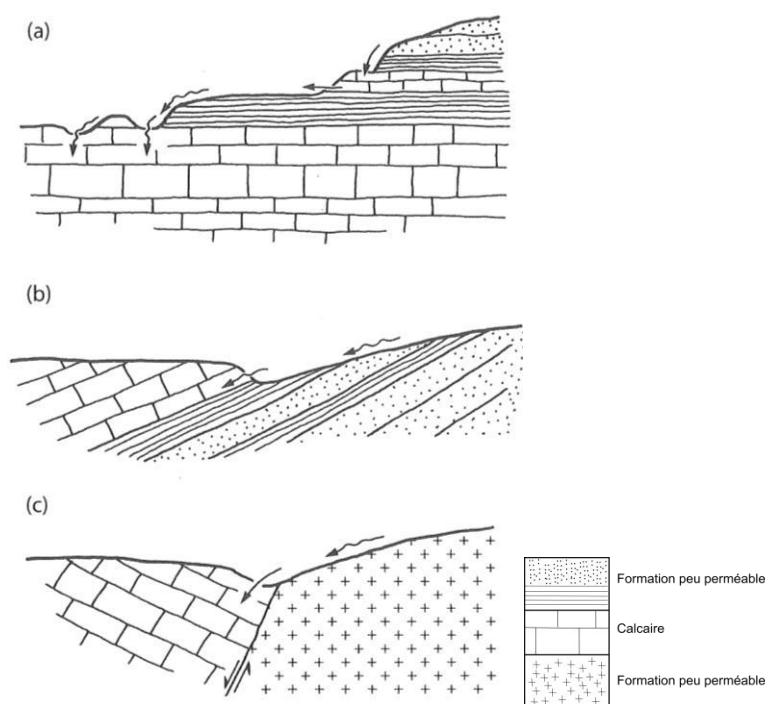 (a)
(b)
(c)
Formation peu perméable
Calcaire
Formation peu perméable